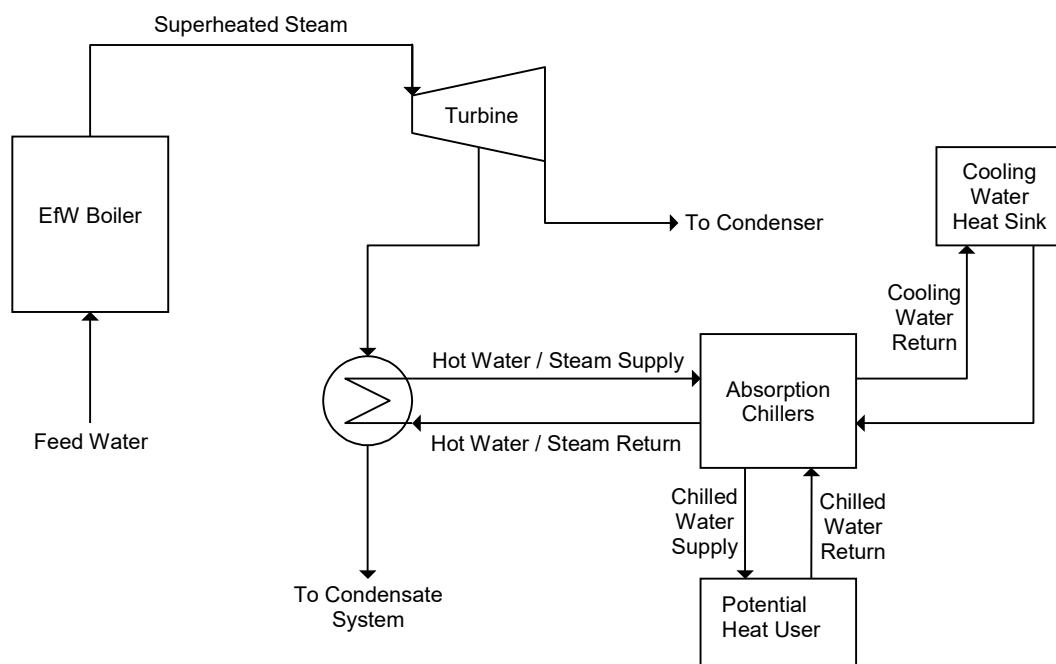 Superheated Steam
Turbine
EfW Boiler
Cooling
Water
Heat Sink
To Condenser
Cooling
Water
Return
Hot Water / Steam Supply
Absorption
Chillers
Feed Water
Hot Water / Steam Return
Chilled
Water
Supply
Chilled
Water
Return
To Condensate
System
Potential
Heat User